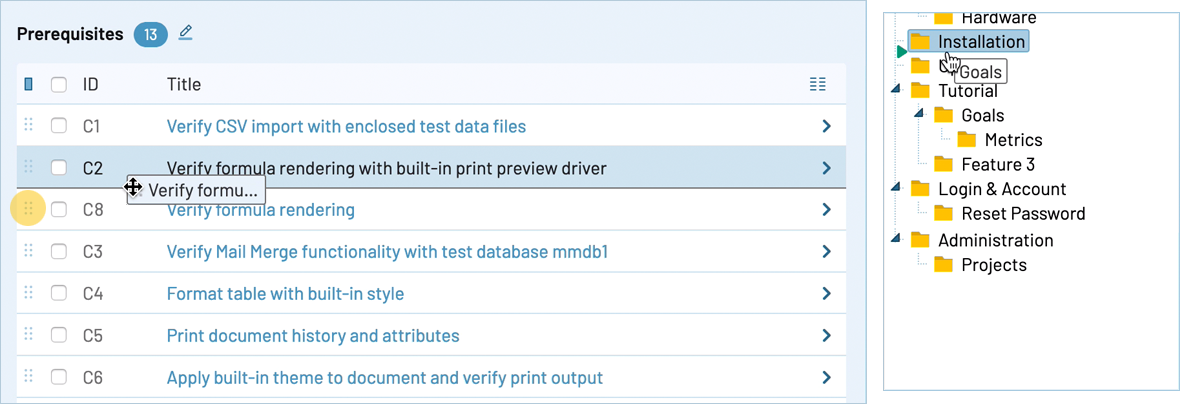 Prerequisites 13
ID Title
C1 Verify CSV import with enclosed test data files
C2 Verify formula rendering with built-in print preview driver
Verify formu...
C8 Verify formula rendering
C3 Verify Mail Merge functionality with test database mmdb1
C4 Format table with built-in style
C5 Print document history and attributes
C6 Apply built-in theme to document and verify print output
Hardware
Installation
Goals
Tutorial
Goals
Metrics
Feature 3
Login & Account
Reset Password
Administration
Projects